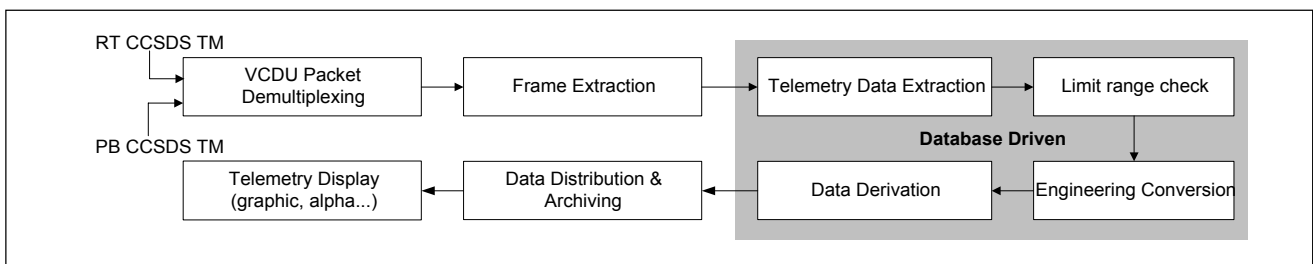 RT CCSDS TM
VCDU Packet
Demultiplexing
Frame Extraction
Telemetry Data Extraction
Limit range check
Database Driven
PB CCSDS TM
Telemetry Display
(graphic, alpha...)
Data Distribution &
Archiving
Data Derivation
Engineering Conversion